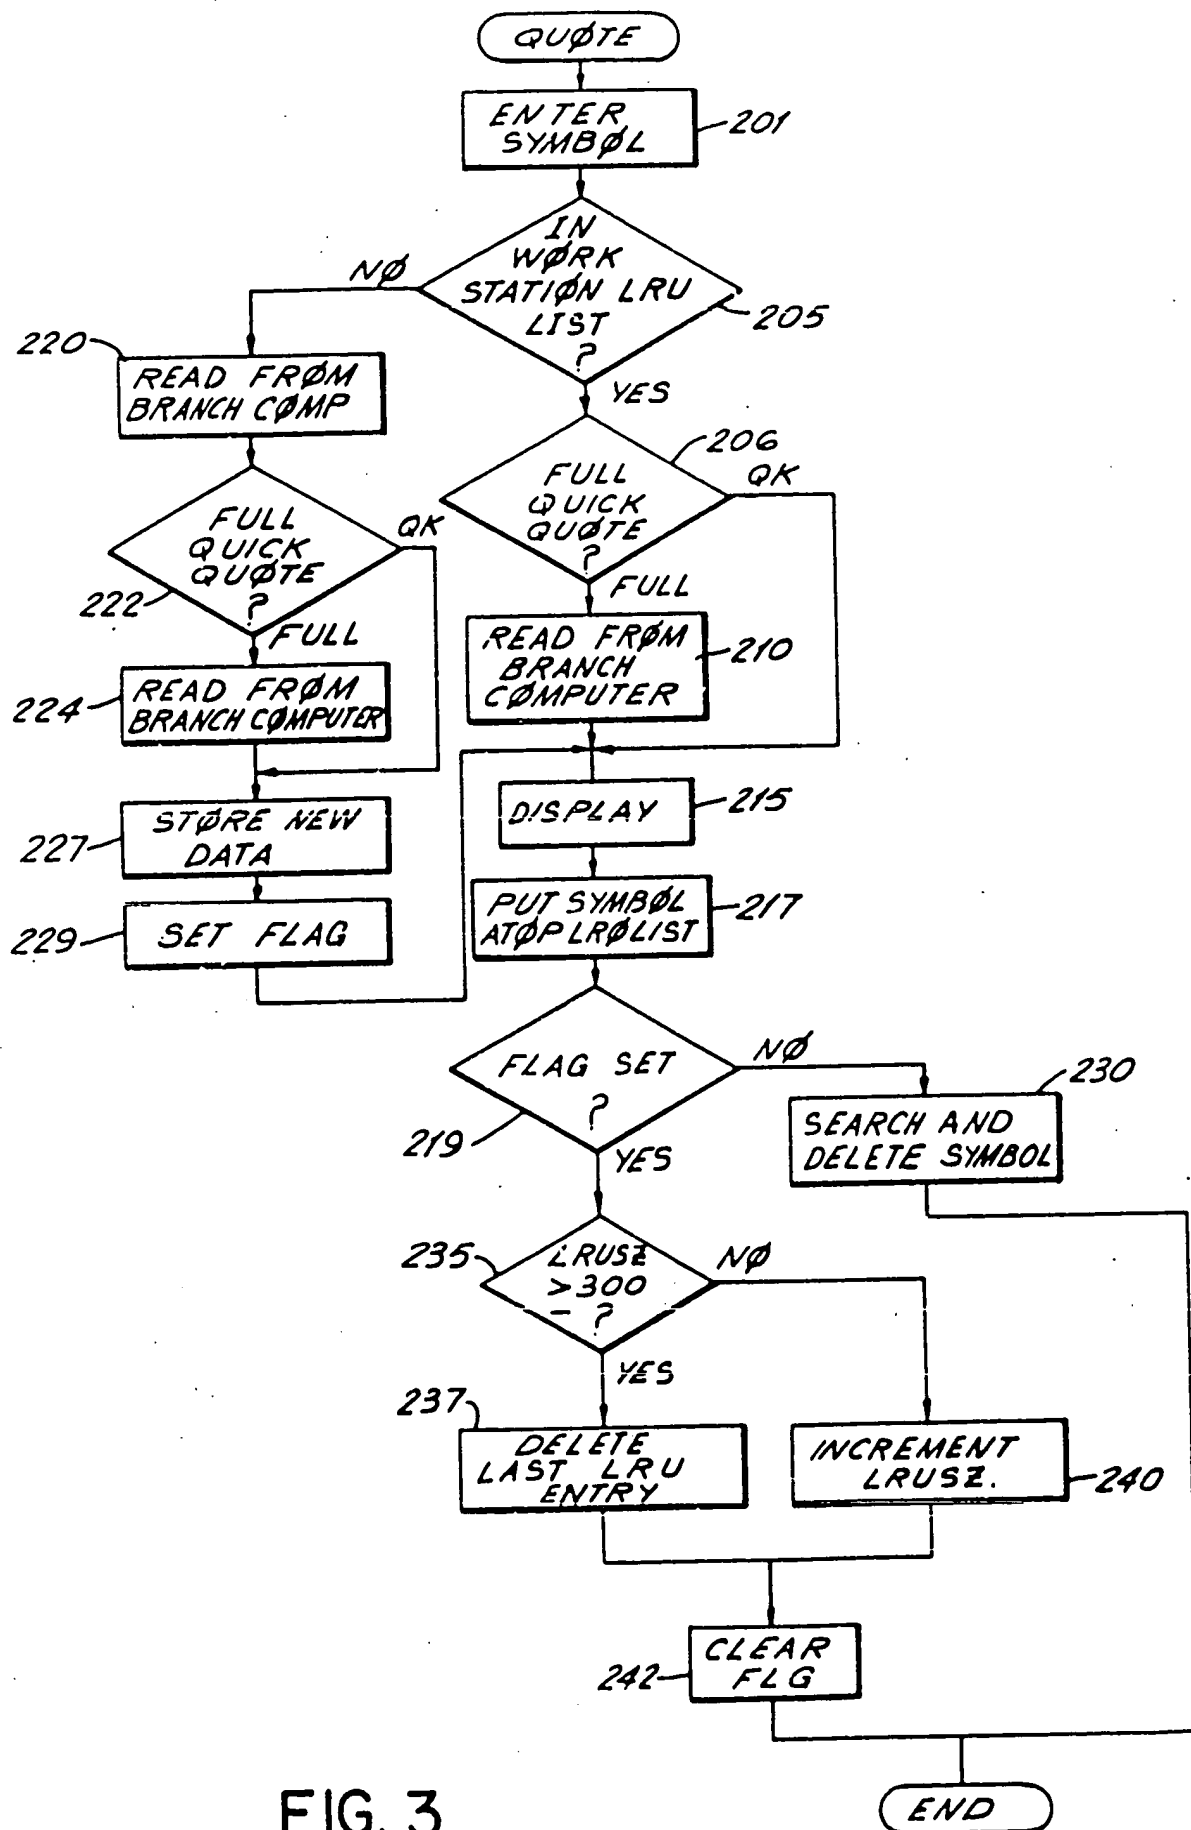 QUØTE
ENTER
SYMBØL
201
IN
WØRK
STATIØN LRU
LIST
?
205
NØ
YES
220
READ FRØM
BRANCH CØMP
206
FULL
QUICK
QUØTE
?
QK
FULL
FULL
QUICK
QUØTE
?
222
QK
FULL
READ FRØM
BRANCH
CØMPUTER
210
224
READ FRØM
BRANCH CØMPUTER
DISPLAY
215
227
STØRE NEW
DATA
PUT SYMBØL
ATØP LRØLIST
217
229
SET FLAG
FLAG SET
?
219
NØ
YES
230
SEARCH AND
DELETE SYMBOL
235
LRUSZ
>300
– ?
NØ
YES
237
DELETE
LAST LRU
ENTRY
INCREMENT
LRUSZ.
240
CLEAR
FLG
242
END
FIG. 3